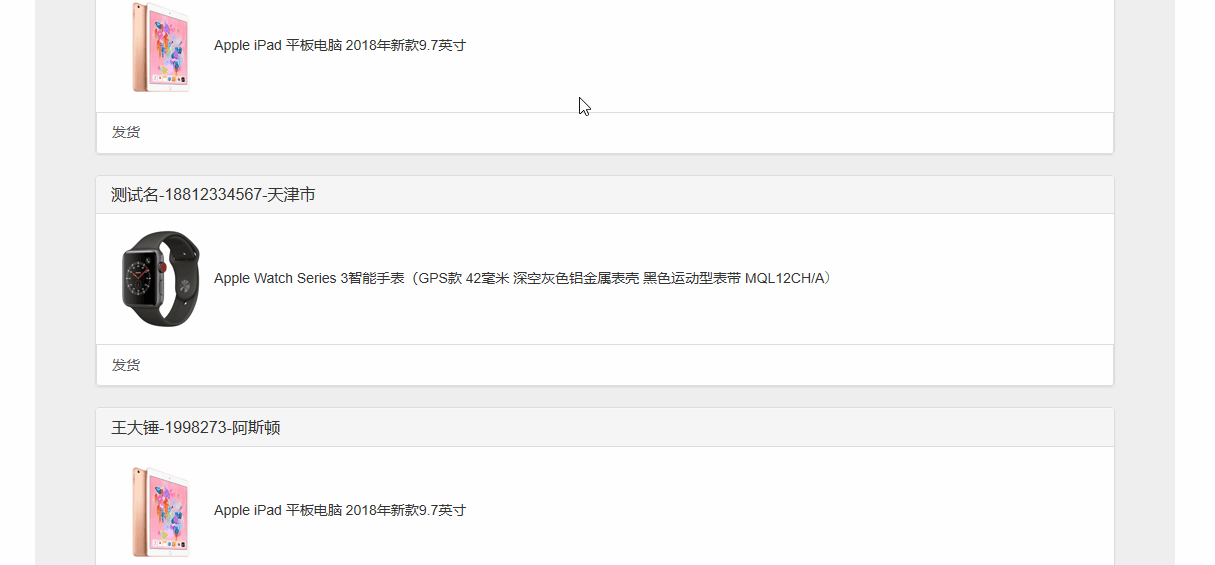 Apple iPad 平板电脑 2018年新款9.7英寸
发货
测试名-18812334567-天津市
Apple Watch Series 3智能手表（GPS款 42毫米 深空灰色铝金属表壳 黑色运动型表带 MQL12CH/A）
发货
王大锤-1998273-阿斯顿
Apple iPad 平板电脑 2018年新款9.7英寸